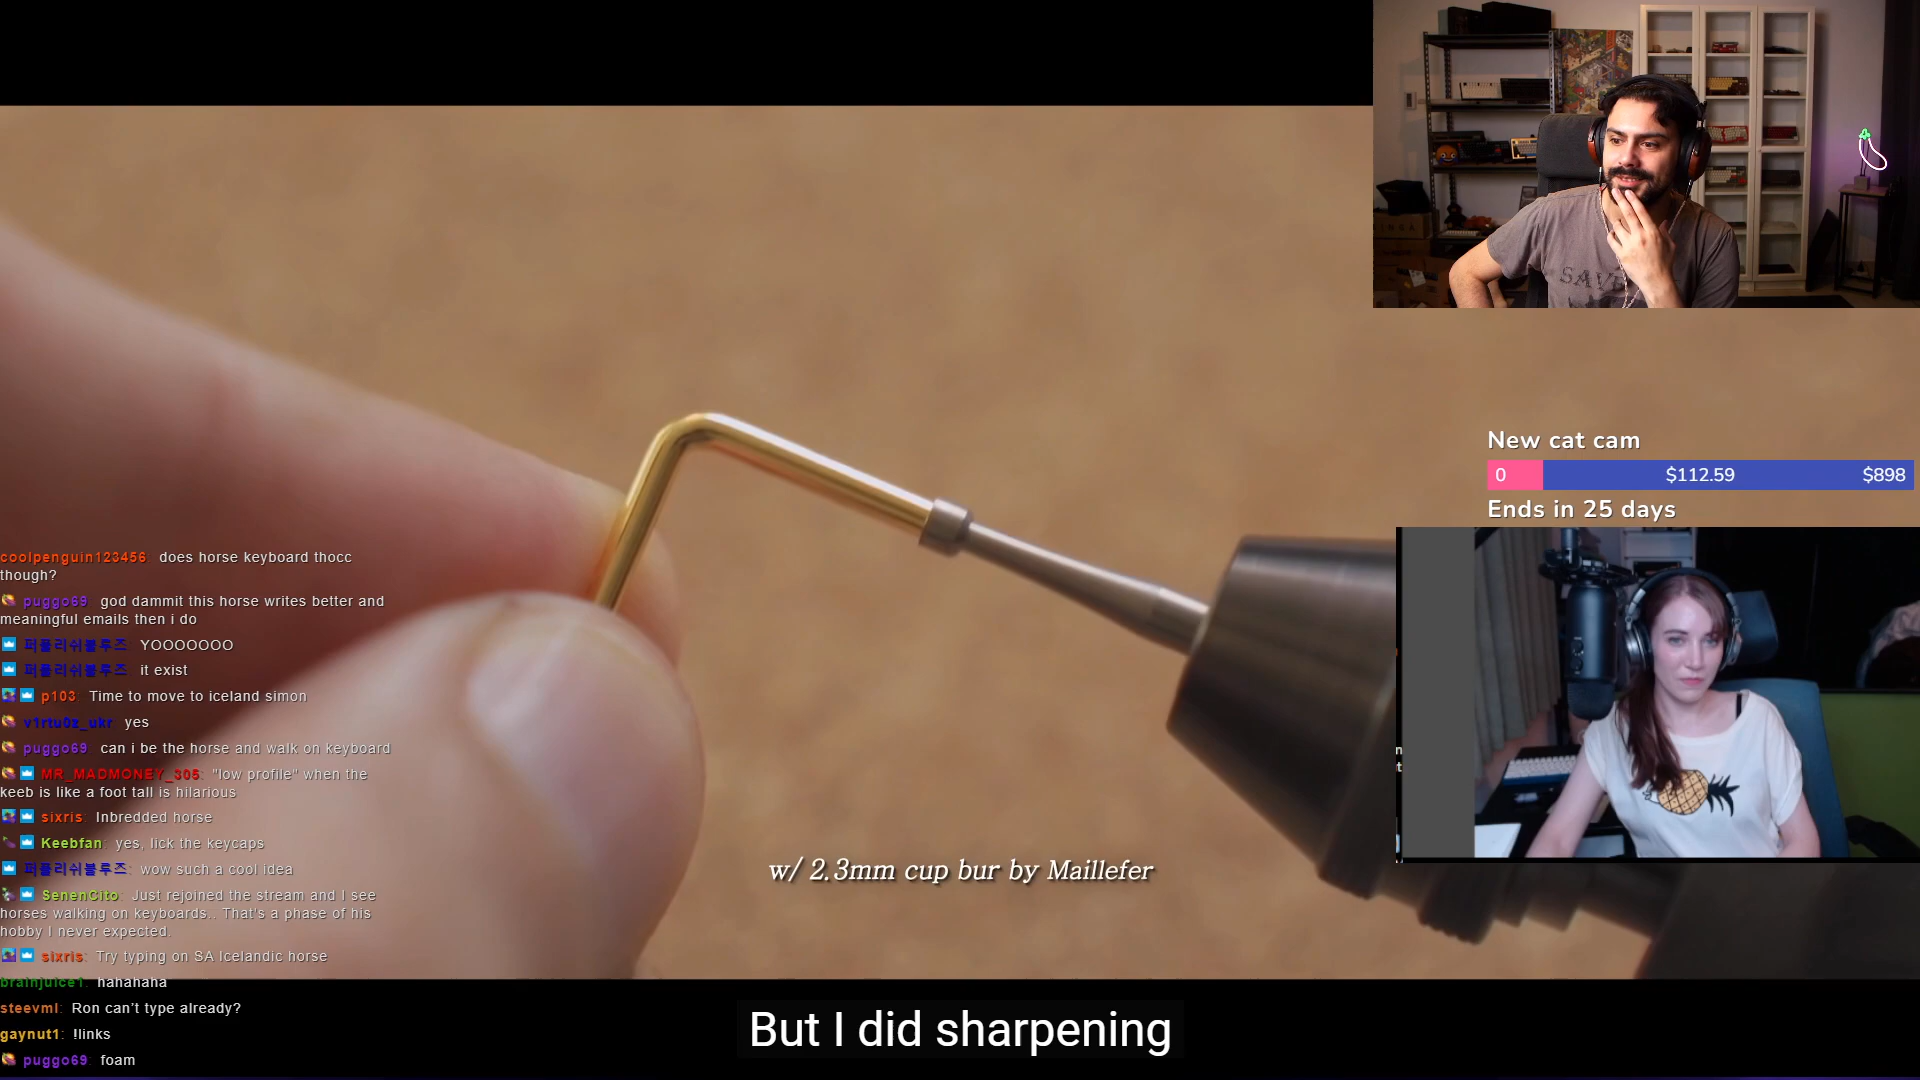 SAVE
New cat cam
0 $112.59 $898
Ends in 25 days
coolpenguin123456: does horse keyboard thocc
though?
puggo69: god dammit this horse writes better and
meaningful emails then i do
퍼플리쉬블루즈: YOOOOOOO
퍼플리쉬블루즈: it exist
p103: Time to move to iceland simon
v1rtu0z_ukr: yes
puggo69: can i be the horse and walk on keyboard
MR_MADMONEY_305: "low profile" when the
keeb is like a foot tall is hilarious
sixris: Inbredded horse
Keebfan: yes, lick the keycaps
퍼플리쉬블루즈: wow such a cool idea
SenenCito: Just rejoined the stream and I see
horses walking on keyboards.. That's a phase of his
hobby I never expected.
sixris: Try typing on SA Icelandic horse
brainjuice1: hahahaha
steevml: Ron can't type already?
gaynut1: !links
puggo69: foam
w/ 2.3mm cup bur by Maillefer
But I did sharpening